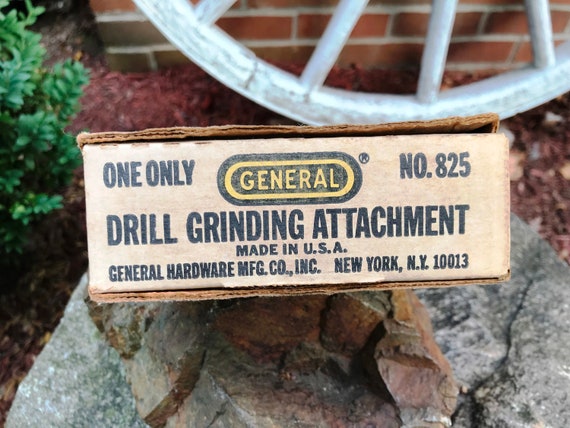 ONE ONLY GENERAL® NO. 825
DRILL GRINDING ATTACHMENT
MADE IN U.S.A.
GENERAL HARDWARE MFG. CO., INC. NEW YORK, N.Y. 10013